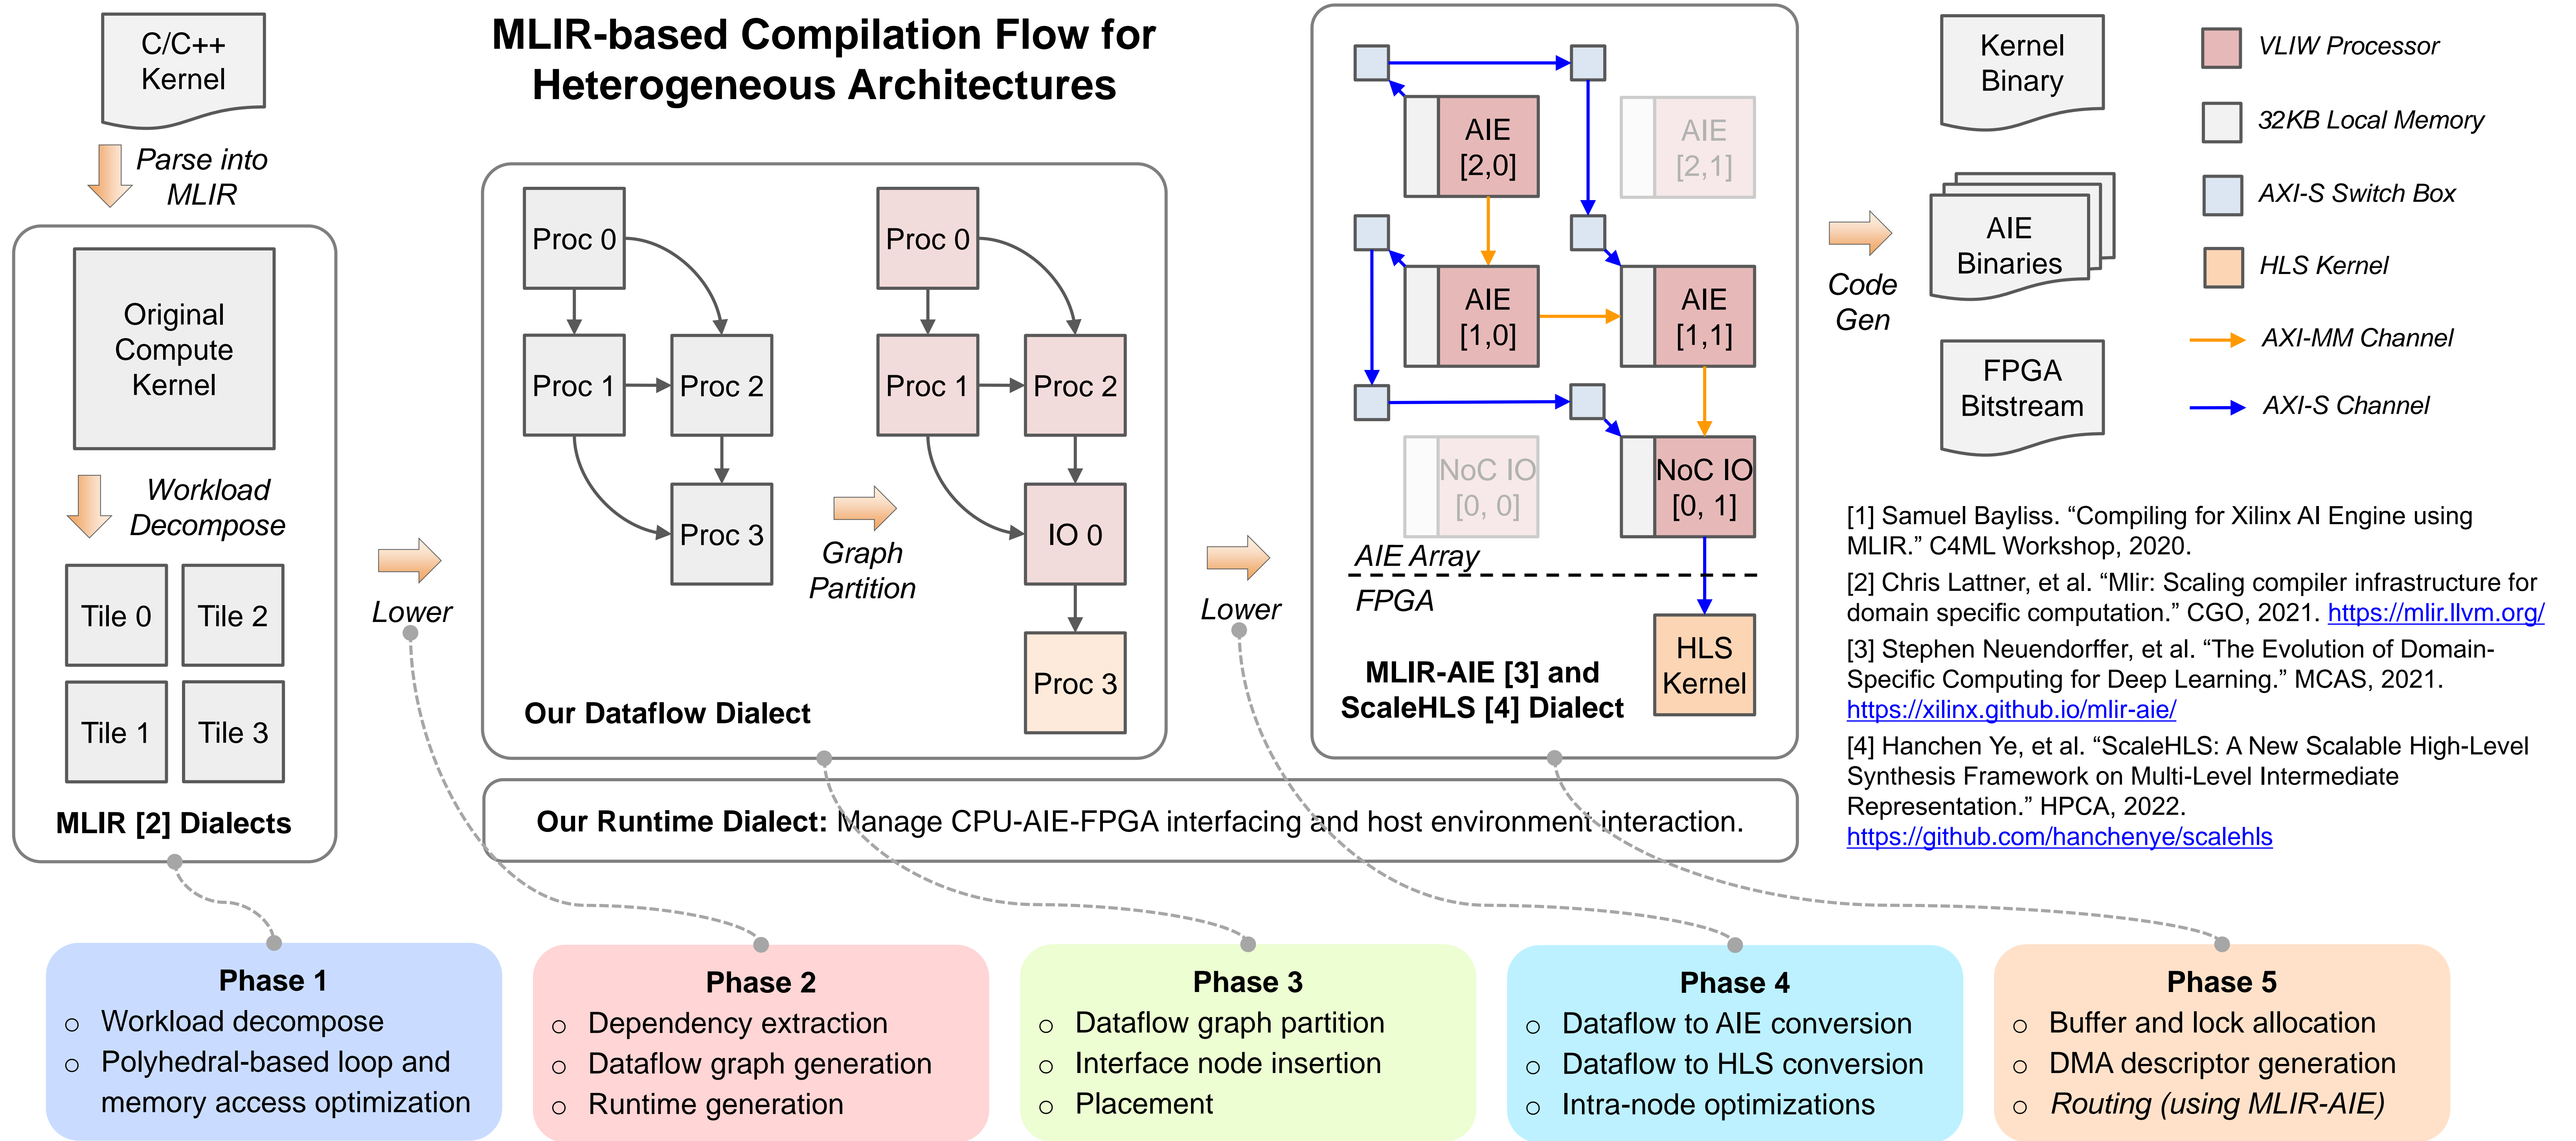 MLIR-based Compilation Flow for
Heterogeneous Architectures
C/C++
Kernel
Parse into
MLIR
Original
Compute
Kernel
Workload
Decompose
Tile 0
Tile 2
Tile 1
Tile 3
MLIR [2] Dialects
Lower
Proc 0
Proc 1
Proc 2
Proc 3
Graph
Partition
Proc 0
Proc 1
Proc 2
IO 0
Proc 3
Our Dataflow Dialect
Lower
AIE
[2,0]
AIE
[2,1]
AIE
[1,0]
AIE
[1,1]
NoC IO
[0, 0]
NoC IO
[0, 1]
AIE Array
FPGA
HLS
Kernel
MLIR-AIE [3] and
ScaleHLS [4] Dialect
Our Runtime Dialect: Manage CPU-AIE-FPGA interfacing and host environment interaction.
Code
Gen
Kernel
Binary
AIE
Binaries
FPGA
Bitstream
VLIW Processor
32KB Local Memory
AXI-S Switch Box
HLS Kernel
AXI-MM Channel
AXI-S Channel
[1] Samuel Bayliss. “Compiling for Xilinx AI Engine using
MLIR.” C4ML Workshop, 2020.
[2] Chris Lattner, et al. “Mlir: Scaling compiler infrastructure for
domain specific computation.” CGO, 2021. https://mlir.llvm.org/
[3] Stephen Neuendorffer, et al. “The Evolution of Domain-
Specific Computing for Deep Learning.” MCAS, 2021.
https://xilinx.github.io/mlir-aie/
[4] Hanchen Ye, et al. “ScaleHLS: A New Scalable High-Level
Synthesis Framework on Multi-Level Intermediate
Representation.” HPCA, 2022.
https://github.com/hanchenye/scalehls
Phase 1
○ Workload decompose
○ Polyhedral-based loop and
memory access optimization
Phase 2
○ Dependency extraction
○ Dataflow graph generation
○ Runtime generation
Phase 3
○ Dataflow graph partition
○ Interface node insertion
○ Placement
Phase 4
○ Dataflow to AIE conversion
○ Dataflow to HLS conversion
○ Intra-node optimizations
Phase 5
○ Buffer and lock allocation
○ DMA descriptor generation
○ Routing (using MLIR-AIE)